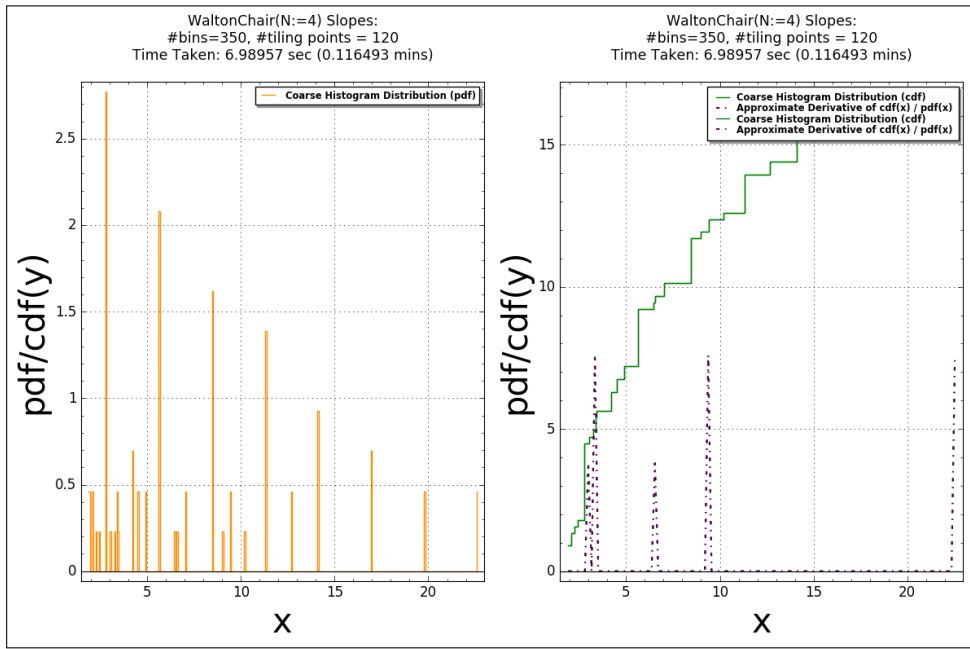 WaltonChair(N:=4) Slopes:
#bins=350, #tiling points = 120
Time Taken: 6.98957 sec (0.116493 mins)
Coarse Histogram Distribution (pdf)
2.5
2
1.5
1
0.5
0
pdf/cdf(y)
5
10
15
20
x
WaltonChair(N:=4) Slopes:
#bins=350, #tiling points = 120
Time Taken: 6.98957 sec (0.116493 mins)
Coarse Histogram Distribution (cdf)
Approximate Derivative of cdf(x) / pdf(x)
Coarse Histogram Distribution (cdf)
Approximate Derivative of cdf(x) / pdf(x)
15
10
5
0
pdf/cdf(y)
5
10
15
20
x